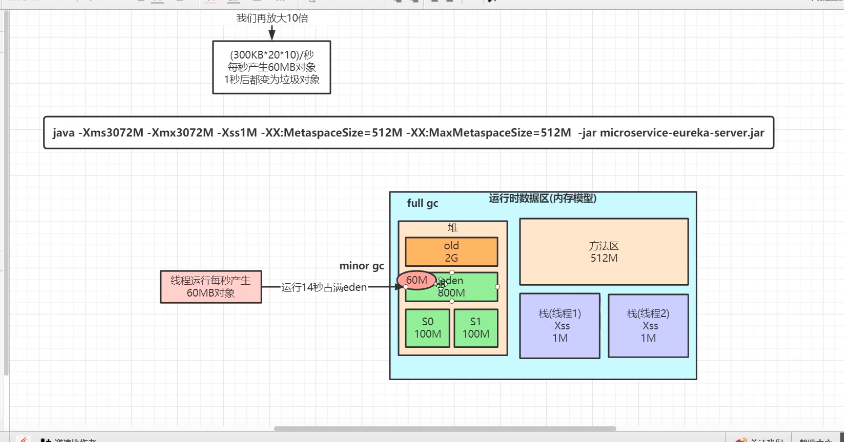 我们再放大10倍
(300KB*20*10)/秒
每秒产生60MB对象
1秒后都变为垃圾对象
java -Xms3072M -Xmx3072M -Xss1M -XX:MetaspaceSize=512M -XX:MaxMetaspaceSize=512M -jar microservice-eureka-server.jar
运行时数据区(内存模型)
full gc
堆
old
2G
方法区
512M
minor gc
线程运行每秒产生
60MB对象
运行14秒占满eden
60M
eden
800M
S0
100M
S1
100M
栈(线程1)
Xss
1M
栈(线程2)
Xss
1M